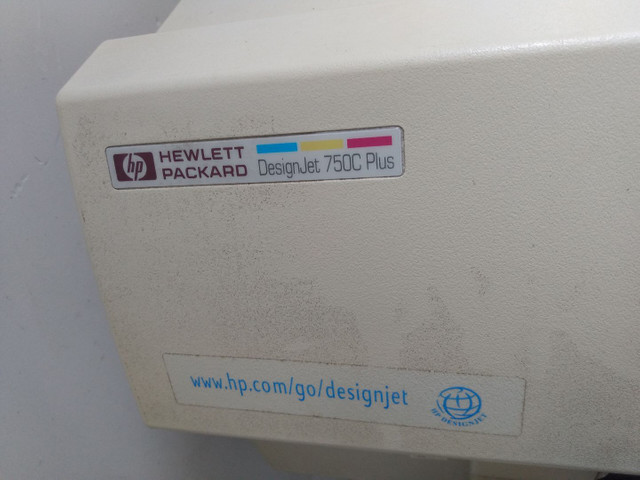 hp HEWLETT
PACKARD
DesignJet 750C Plus
www.hp.com/go/designjet
HP DESIGNJET